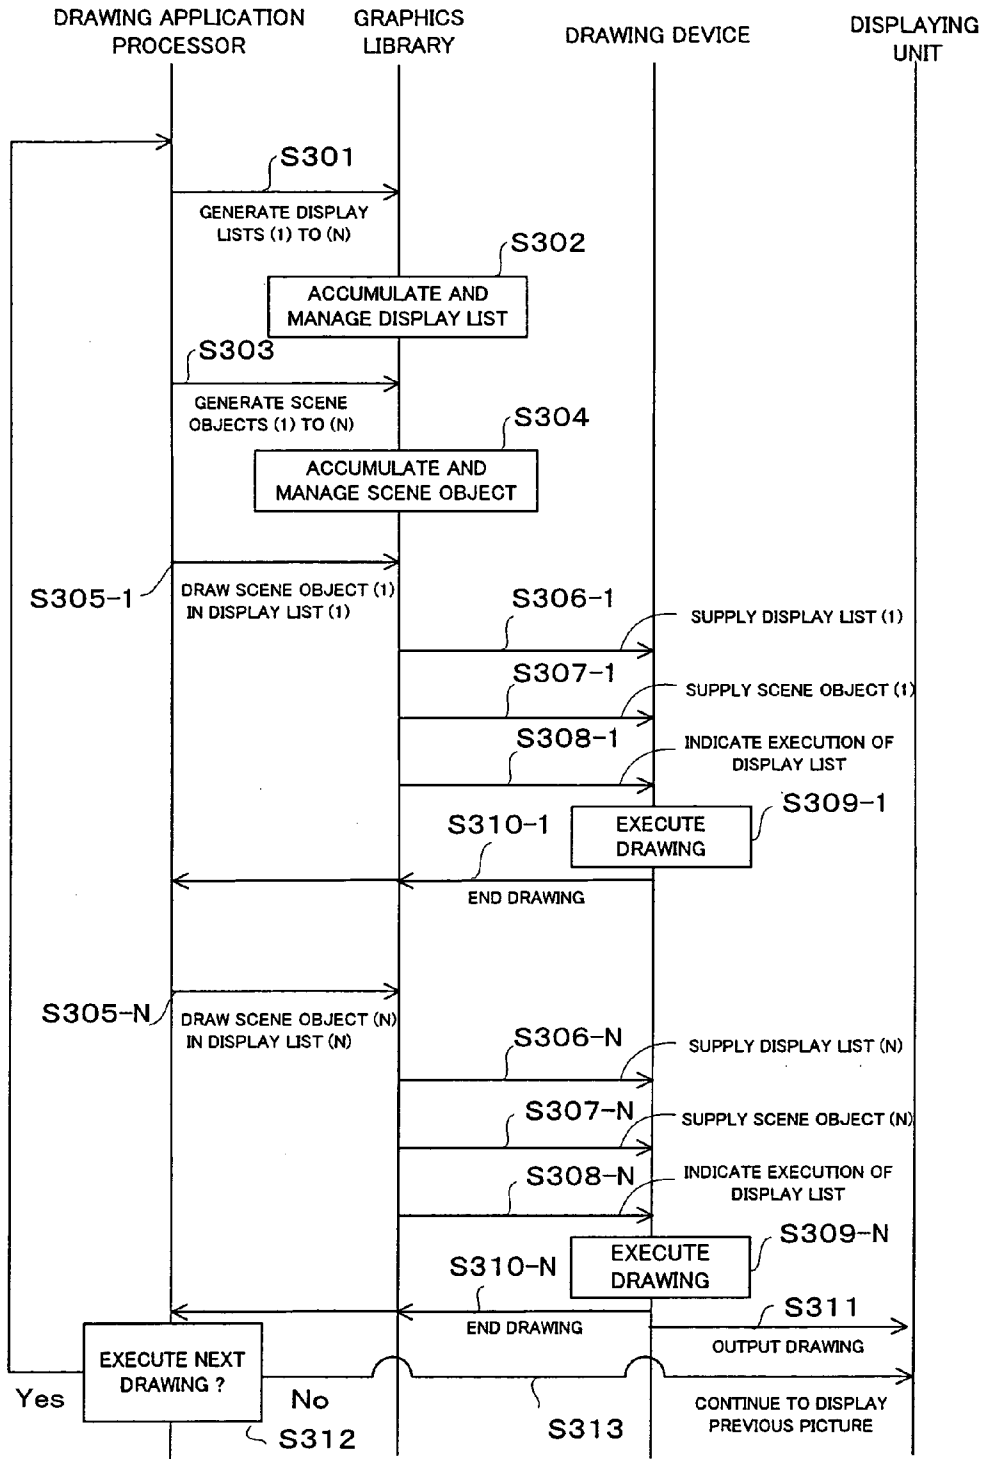 DRAWING APPLICATION
PROCESSOR
GRAPHICS
LIBRARY
DRAWING DEVICE
DISPLAYING
UNIT
S301
GENERATE DISPLAY
LISTS (1) TO (N)
S302
ACCUMULATE AND
MANAGE DISPLAY LIST
S303
GENERATE SCENE
OBJECTS (1) TO (N)
S304
ACCUMULATE AND
MANAGE SCENE OBJECT
S305-1
DRAW SCENE OBJECT (1)
IN DISPLAY LIST (1)
S306-1
SUPPLY DISPLAY LIST (1)
S307-1
SUPPLY SCENE OBJECT (1)
S308-1
INDICATE EXECUTION OF
DISPLAY LIST
S309-1
EXECUTE
DRAWING
S310-1
END DRAWING
S305-N
DRAW SCENE OBJECT (N)
IN DISPLAY LIST (N)
S306-N
SUPPLY DISPLAY LIST (N)
S307-N
SUPPLY SCENE OBJECT (N)
S308-N
INDICATE EXECUTION OF
DISPLAY LIST
S309-N
EXECUTE
DRAWING
S310-N
END DRAWING
S311
OUTPUT DRAWING
EXECUTE NEXT
DRAWING ?
Yes
No
S312
S313
CONTINUE TO DISPLAY
PREVIOUS PICTURE